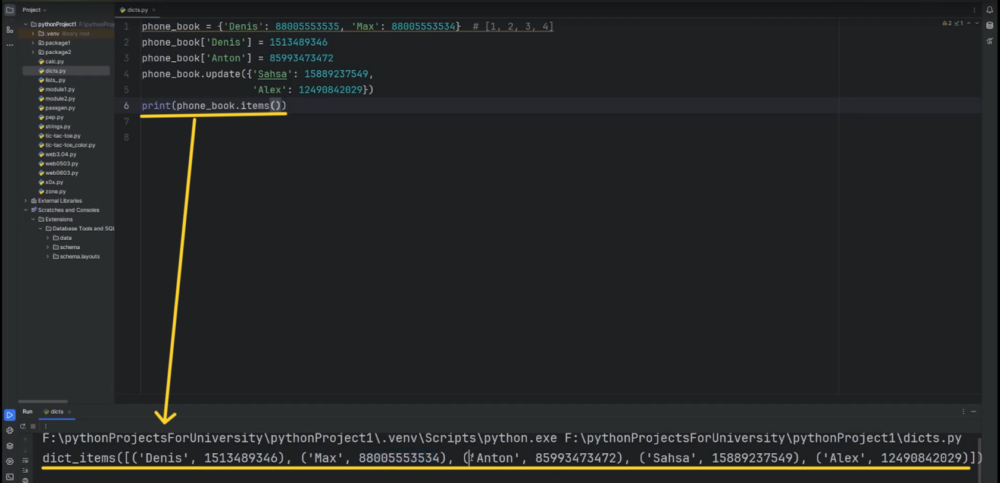 Project
dicts.py
pythonProject1 F:\pythonProje
.venv library root
package1
package2
calc.py
dicts.py
lists_.py
module1.py
module2.py
passgen.py
pep.py
strings.py
tic-tac-toe.py
tic-tac-toe_color.py
web3.04.py
web0503.py
web0603.py
x0x.py
zone.py
External Libraries
Scratches and Consoles
Extensions
Database Tools and SQL
data
schema
schema.layouts
2 1
1 phone_book = {'Denis': 88005553535, 'Max': 88005553534} # [1, 2, 3, 4]
2 phone_book['Denis'] = 1513489346
3 phone_book['Anton'] = 85993473472
4 phone_book.update({'Sahsa': 15889237549,
5 'Alex': 12490842029})
6 print(phone_book.items())
7
8
Run dicts
F:\pythonProjectsForUniversity\pythonProject1\.venv\Scripts\python.exe F:\pythonProjectsForUniversity\pythonProject1\dicts.py
dict_items([('Denis', 1513489346), ('Max', 88005553534), ('Anton', 85993473472), ('Sahsa', 15889237549), ('Alex', 12490842029)])